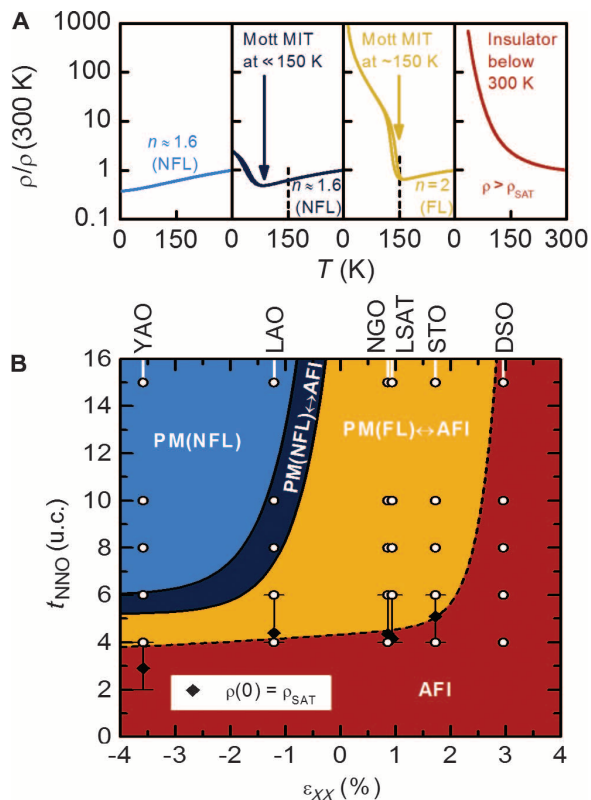 A
ρ/ρ (300 K)
1000
100
10
1
0.1
n ≈ 1.6
(NFL)
Mott MIT
at ≪ 150 K
n ≈ 1.6
(NFL)
Mott MIT
at ~150 K
n = 2
(FL)
Insulator
below
300 K
ρ > ρSAT
0 150 0 150 0 150 0 150 300
T (K)
B
YAO LAO NGO LSAT STO DSO
tNNO (u.c.)
16
14
12
10
8
6
4
2
0
PM(NFL)
PM(NFL)↔AFI
PM(FL)↔AFI
ρ(0) = ρSAT
AFI
-4 -3 -2 -1 0 1 2 3 4
εXX (%)